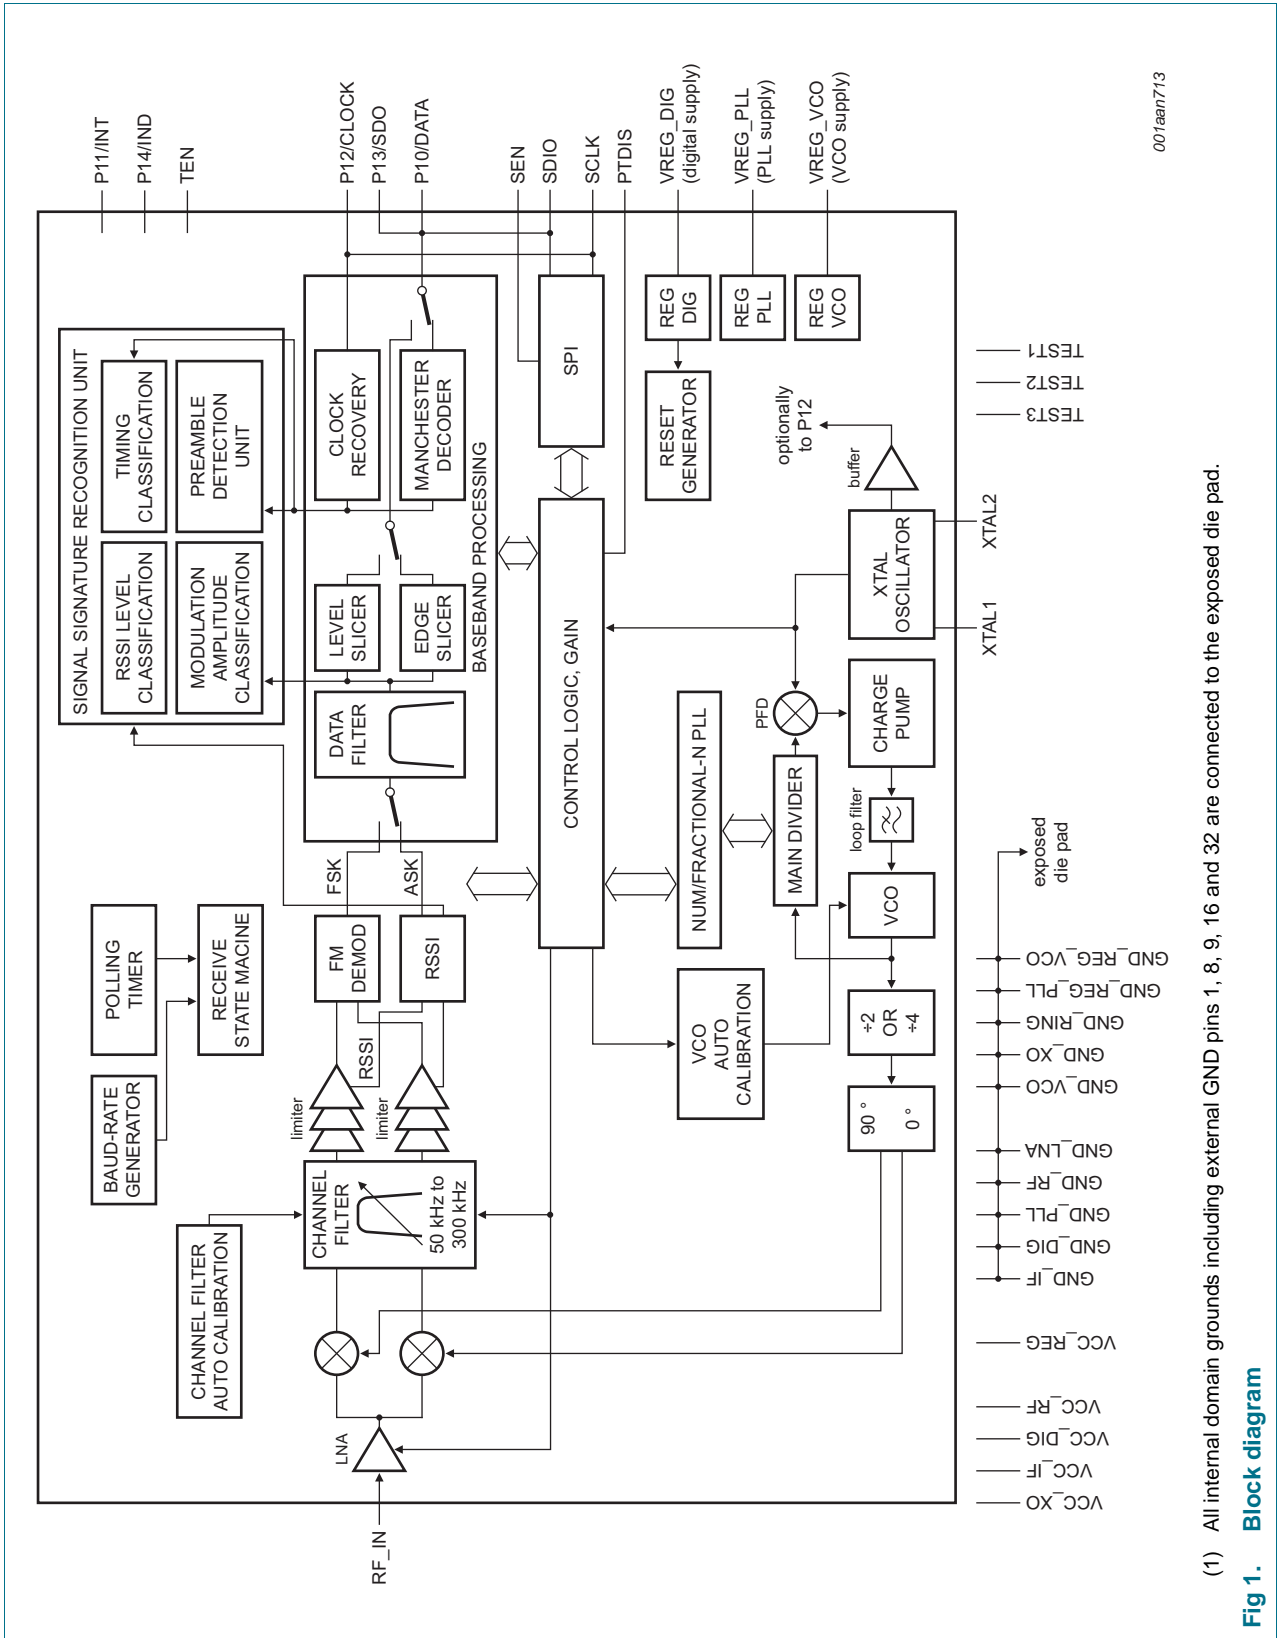 RF_IN
LNA
CHANNEL FILTER
AUTO CALIBRATION
BAUD-RATE
GENERATOR
POLLING
TIMER
RECEIVE
STATE MACINE
CHANNEL
FILTER
50 kHz to
300 kHz
limiter
limiter
RSSI
FM
DEMOD
RSSI
FSK
ASK
SIGNAL SIGNATURE RECOGNITION UNIT
RSSI LEVEL
CLASSIFICATION
TIMING
CLASSIFICATION
MODULATION
AMPLITUDE
CLASSIFICATION
PREAMBLE
DETECTION
UNIT
DATA
FILTER
LEVEL
SLICER
EDGE
SLICER
CLOCK
RECOVERY
MANCHESTER
DECODER
BASEBAND PROCESSING
CONTROL LOGIC, GAIN
SPI
P11/INT
P14/IND
TEN
P12/CLOCK
P13/SDO
P10/DATA
SEN
SDIO
SCLK
PTDIS
VREG_DIG
(digital supply)
VREG_PLL
(PLL supply)
VREG_VCO
(VCO supply)
REG
DIG
REG
PLL
REG
VCO
RESET
GENERATOR
optionally
to P12
buffer
XTAL
OSCILLATOR
NUM/FRACTIONAL-N PLL
MAIN DIVIDER
PFD
CHARGE
PUMP
loop filter
VCO
VCO
AUTO
CALIBRATION
÷2
OR
÷4
90 °
0 °
VCC_XO
VCC_IF
VCC_DIG
VCC_RF
VCC_REG
GND_IF
GND_DIG
GND_PLL
GND_RF
GND_LNA
GND_VCO
GND_XO
GND_RING
GND_REG_PLL
GND_REG_VCO
exposed
die pad
XTAL1
XTAL2
TEST3
TEST2
TEST1
001aan713
(1) All internal domain grounds including external GND pins 1, 8, 9, 16 and 32 are connected to the exposed die pad.
Fig 1. Block diagram